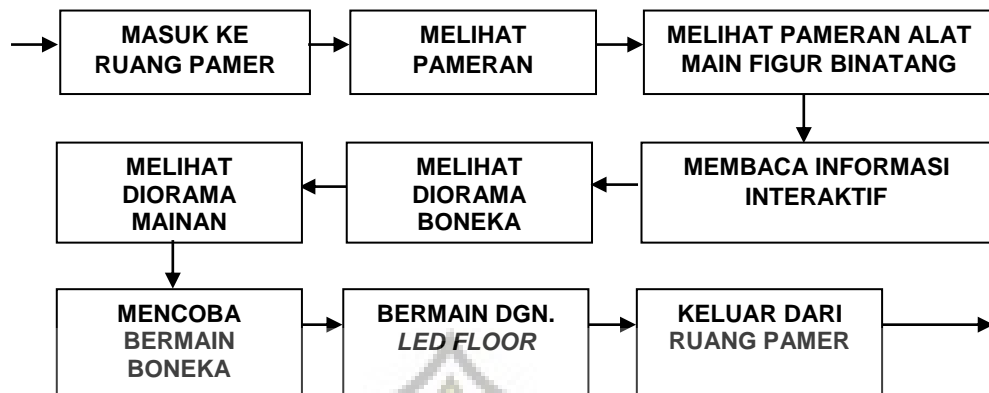 MASUK KE
RUANG PAMER
MELIHAT
PAMERAN
MELIHAT PAMERAN ALAT
MAIN FIGUR BINATANG
MEMBACA INFORMASI
INTERAKTIF
MELIHAT
DIORAMA
BONEKA
MELIHAT
DIORAMA
MAINAN
MENCOBA
BERMAIN
BONEKA
BERMAIN DGN.
LED FLOOR
KELUAR DARI
RUANG PAMER